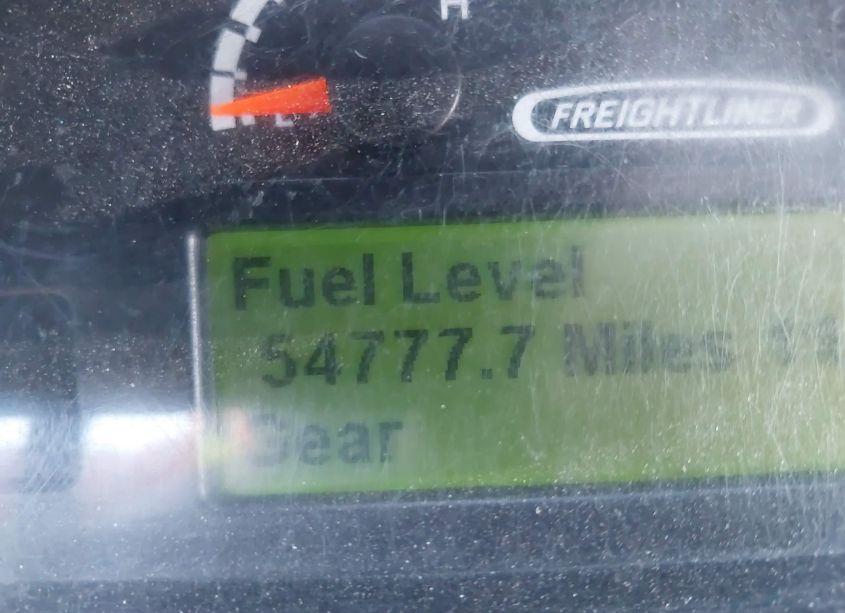 H
FREIGHTLINER
Fuel Level
54777.7 Miles
Gear